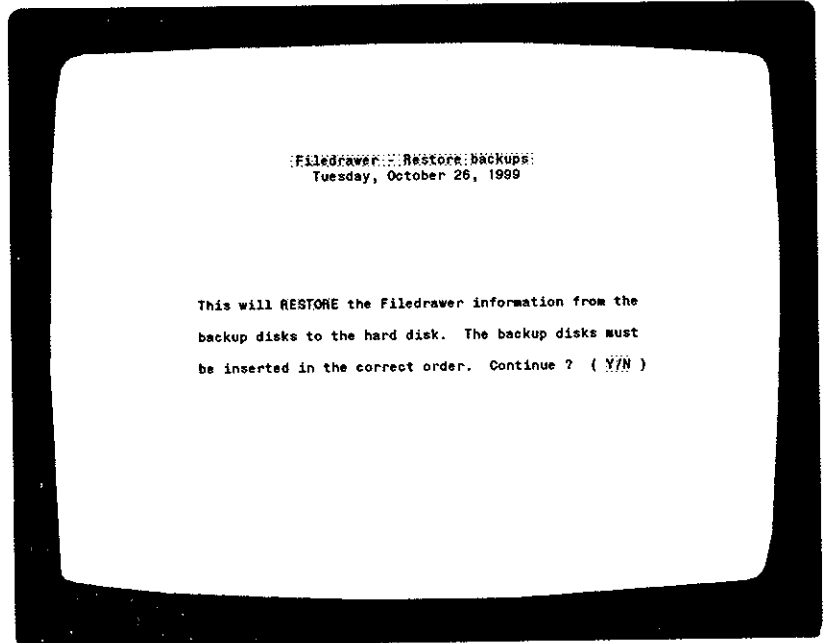 Filedrawer - Restore backups
Tuesday, October 26, 1999
This will RESTORE the Filedrawer information from the
backup disks to the hard disk.  The backup disks must
be inserted in the correct order.  Continue ?  ( Y/N )